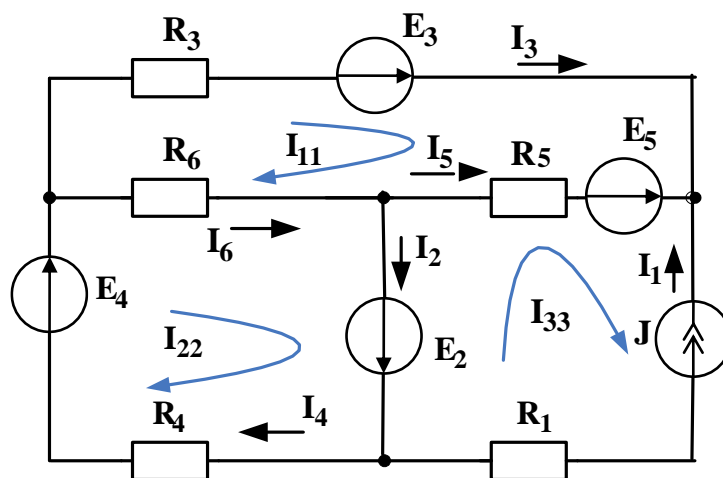 R3 E3 I3
R6 I11 I5 R5 E5
I6 I2 I1
E4 I22 E2 I33 J
R4 I4 R1